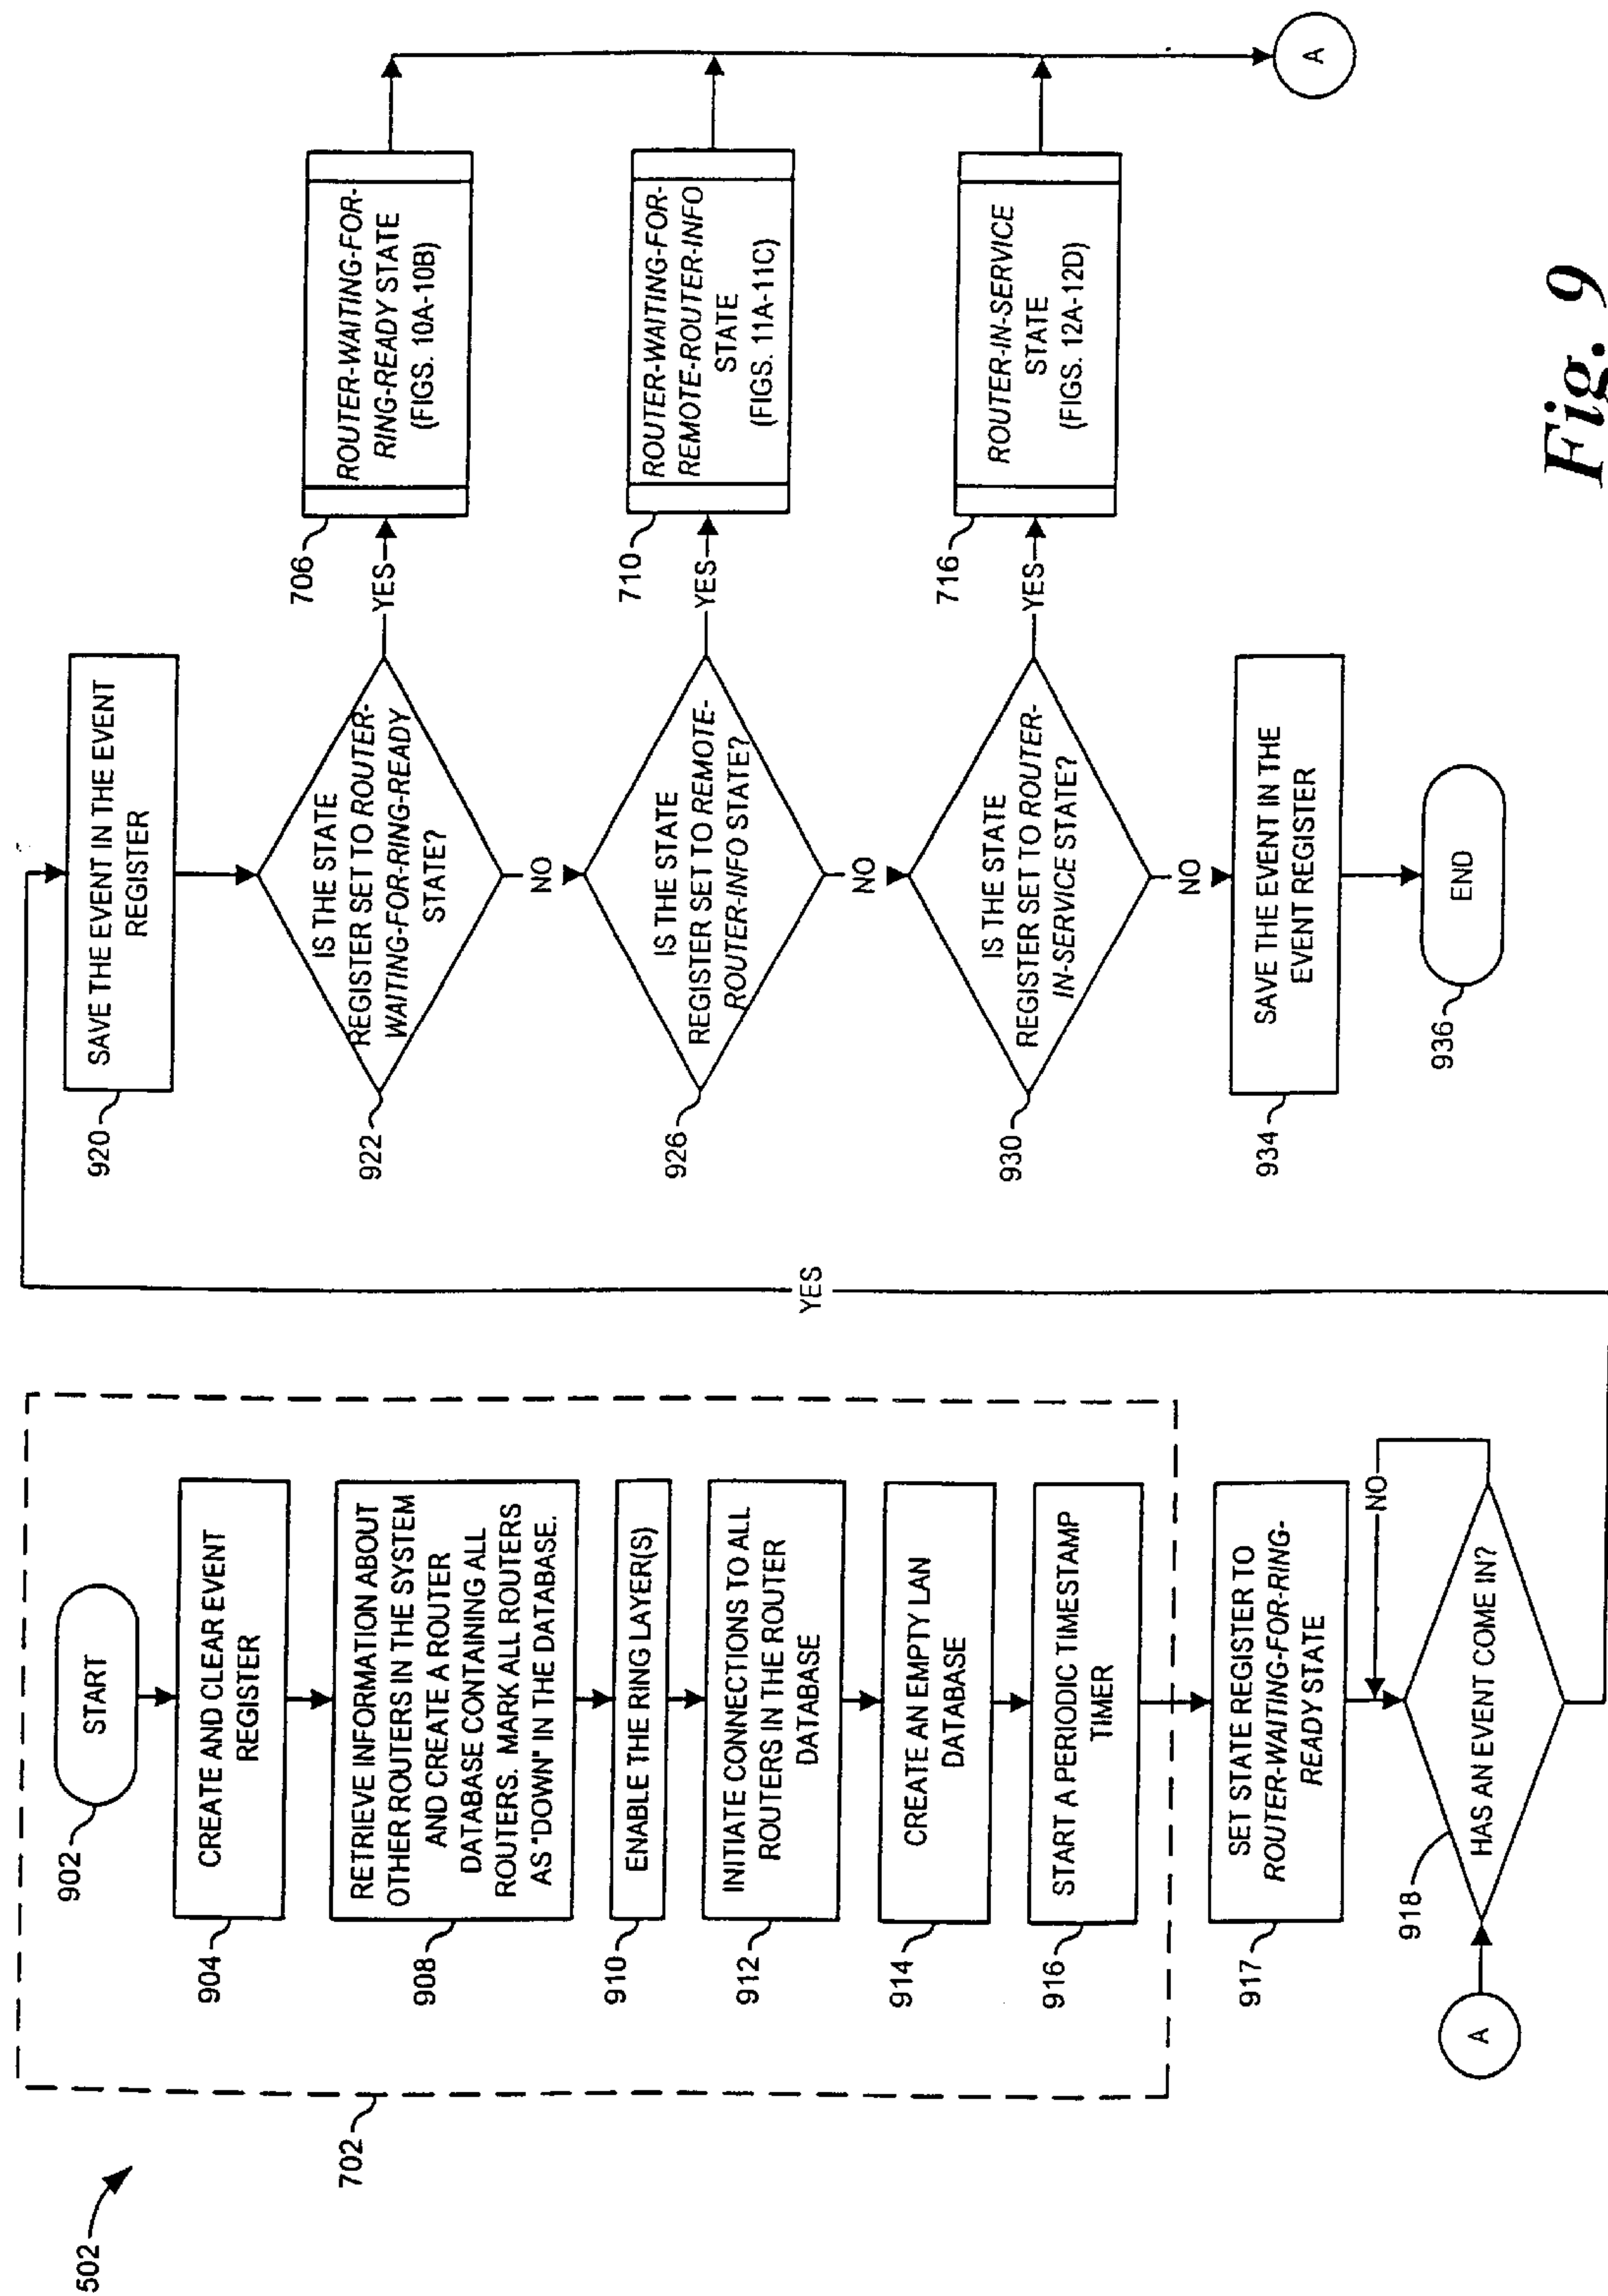 502
702
902
START
904
CREATE AND CLEAR EVENT
REGISTER
908
RETRIEVE INFORMATION ABOUT
OTHER ROUTERS IN THE SYSTEM
AND CREATE A ROUTER
DATABASE CONTAINING ALL
ROUTERS. MARK ALL ROUTERS
AS "DOWN" IN THE DATABASE.
910
ENABLE THE RING LAYER(S)
912
INITIATE CONNECTIONS TO ALL
ROUTERS IN THE ROUTER
DATABASE
914
CREATE AN EMPTY LAN
DATABASE
916
START A PERIODIC TIMESTAMP
TIMER
917
SET STATE REGISTER TO
ROUTER-WAITING-FOR-RING-
READY STATE
918
A
HAS AN EVENT COME IN?
NO
YES
920
SAVE THE EVENT IN THE EVENT
REGISTER
922
IS THE STATE
REGISTER SET TO ROUTER-
WAITING-FOR-RING-READY
STATE?
YES
706
ROUTER-WAITING-FOR-
RING-READY STATE
(FIGS. 10A-10B)
NO
926
IS THE STATE
REGISTER SET TO REMOTE-
ROUTER-INFO STATE?
YES
710
ROUTER-WAITING-FOR-
REMOTE-ROUTER-INFO
STATE
(FIGS. 11A-11C)
NO
930
IS THE STATE
REGISTER SET TO ROUTER-
IN-SERVICE STATE?
YES
716
ROUTER-IN-SERVICE
STATE
(FIGS. 12A-12D)
NO
934
SAVE THE EVENT IN THE
EVENT REGISTER
936
END
A
Fig. 9